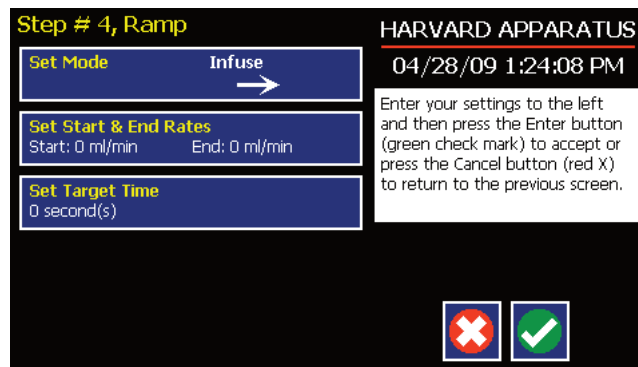 Step # 4, Ramp
Set Mode Infuse
Set Start & End Rates
Start: 0 ml/min End: 0 ml/min
Set Target Time
0 second(s)
HARVARD APPARATUS
04/28/09 1:24:08 PM
Enter your settings to the left
and then press the Enter button
(green check mark) to accept or
press the Cancel button (red X)
to return to the previous screen.